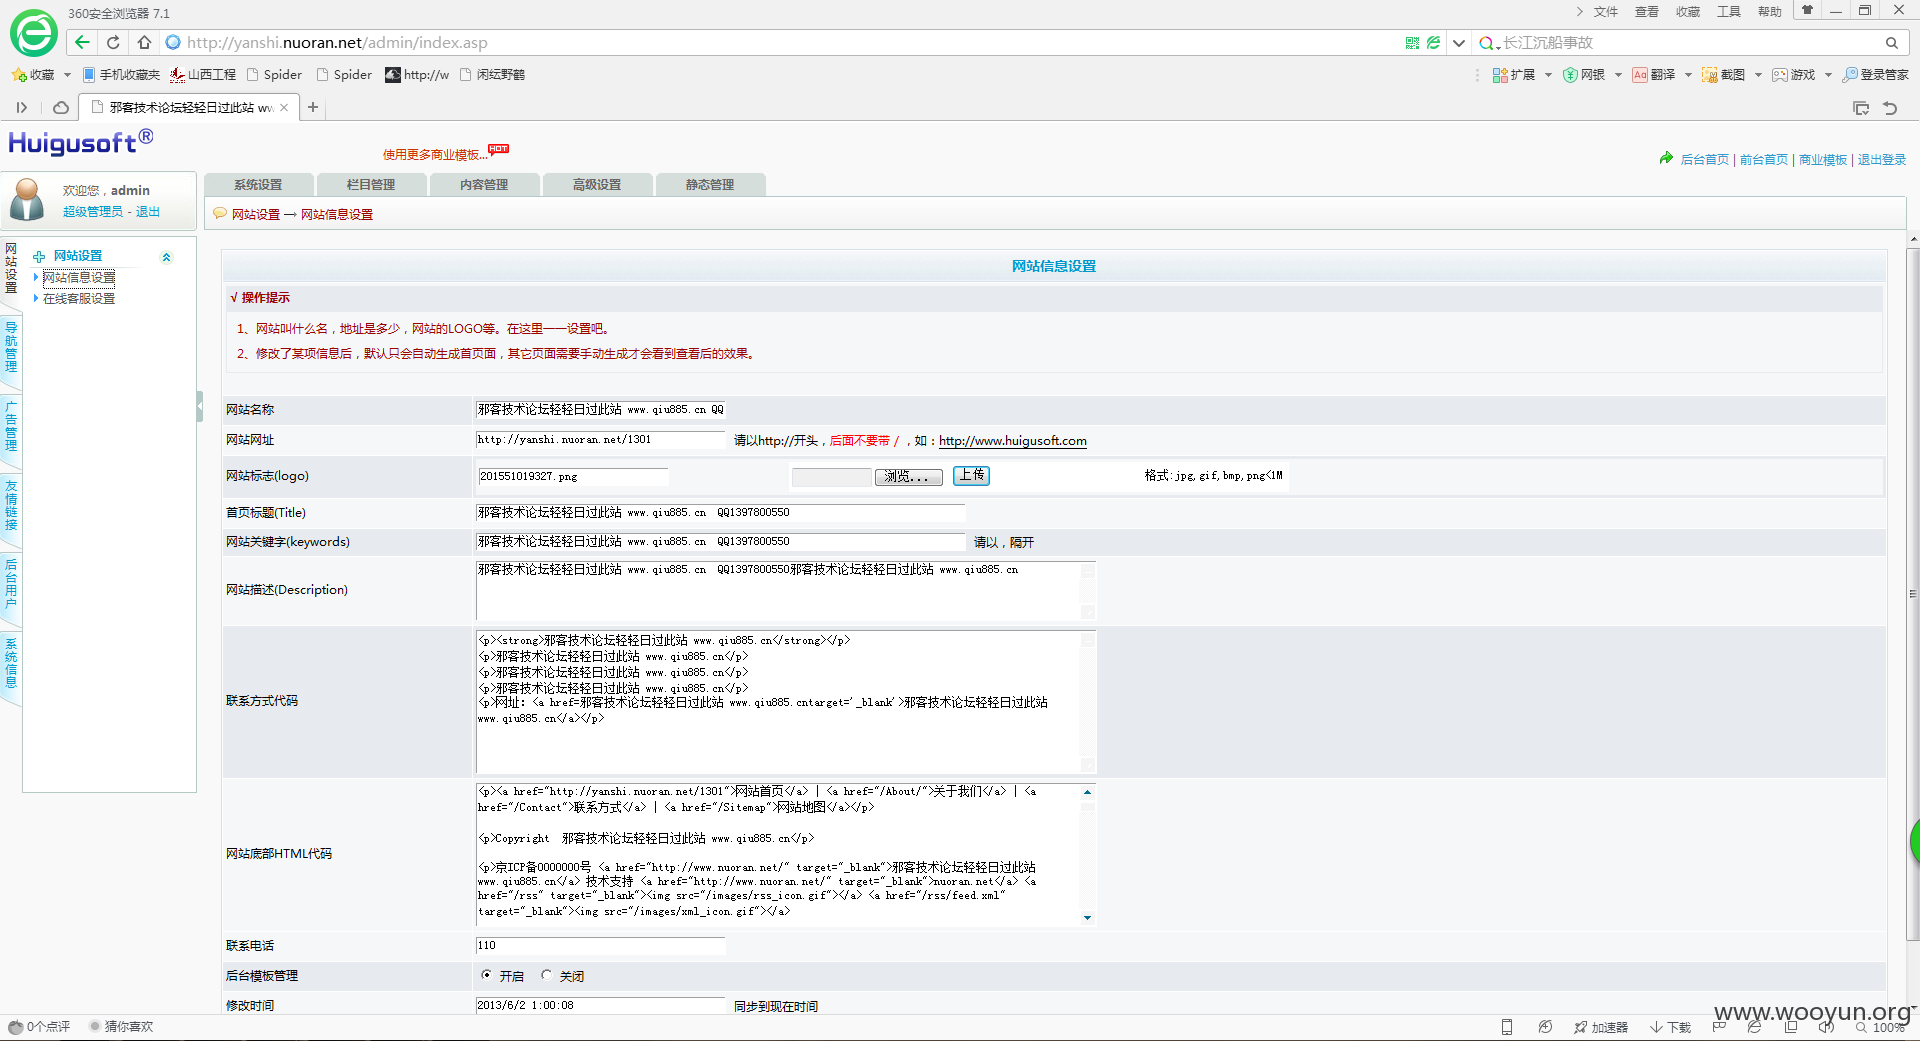 360安全浏览器 7.1
文件 查看 收藏 工具 帮助
http://yanshi.nuoran.net/admin/index.asp
长江沉船事故
收藏 手机收藏夹 山西工程 Spider Spider http://w 闲纭野鹤
扩展 网银 翻译 截图 游戏 登录管家
邪客技术论坛轻轻日过此站 ww
Huigusoft®
使用更多商业模板...HOT
后台首页 | 前台首页 | 商业模板 | 退出登录
欢迎您，admin
超级管理员 - 退出
系统设置 栏目管理 内容管理 高级设置 静态管理
网站设置 → 网站信息设置
网站设置
导航管理
广告管理
友情链接
后台用户
系统信息
网站设置
网站信息设置
在线客服设置
网站信息设置
√ 操作提示
1、网站叫什么名，地址是多少，网站的LOGO等。在这里一一设置吧。
2、修改了某项信息后，默认只会自动生成首页面，其它页面需要手动生成才会看到查看后的效果。
网站名称 邪客技术论坛轻轻日过此站 www.qiu885.cn QQ
网站网址 http://yanshi.nuoran.net/1301 请以http://开头，后面不要带 / ，如：http://www.huigusoft.com
网站标志(logo) 201551019327.png 浏览... 上传 格式:jpg,gif,bmp,png<1M
首页标题(Title) 邪客技术论坛轻轻日过此站 www.qiu885.cn QQ1397800550
网站关键字(keywords) 邪客技术论坛轻轻日过此站 www.qiu885.cn QQ1397800550 请以，隔开
网站描述(Description) 邪客技术论坛轻轻日过此站 www.qiu885.cn QQ1397800550邪客技术论坛轻轻日过此站 www.qiu885.cn
联系方式代码
<p><strong>邪客技术论坛轻轻日过此站 www.qiu885.cn</strong></p>
<p>邪客技术论坛轻轻日过此站 www.qiu885.cn</p>
<p>邪客技术论坛轻轻日过此站 www.qiu885.cn</p>
<p>邪客技术论坛轻轻日过此站 www.qiu885.cn</p>
<p>网址: <a href=邪客技术论坛轻轻日过此站 www.qiu885.cntarget='_blank'>邪客技术论坛轻轻日过此站
www.qiu885.cn</a></p>
网站底部HTML代码
<p><a href="http://yanshi.nuoran.net/1301">网站首页</a> | <a href="/About/">关于我们</a> | <a
href="/Contact">联系方式</a> | <a href="/Sitemap">网站地图</a></p>
<p>Copyright 邪客技术论坛轻轻日过此站 www.qiu885.cn</p>
<p>京ICP备0000000号 <a href="http://www.nuoran.net/" target="_blank">邪客技术论坛轻轻日过此站
www.qiu885.cn</a> 技术支持 <a href="http://www.nuoran.net/" target="_blank">nuoran.net</a> <a
href="/rss" target="_blank"><img src="/images/rss_icon.gif"></a> <a href="/rss/feed.xml"
target="_blank"><img src="/images/xml_icon.gif"></a>
联系电话 110
后台模板管理 开启 关闭
修改时间 2013/6/2 1:00:08 同步到现在时间
www.wooyun.org
0个点评 猜你喜欢
加速器 下载 100%